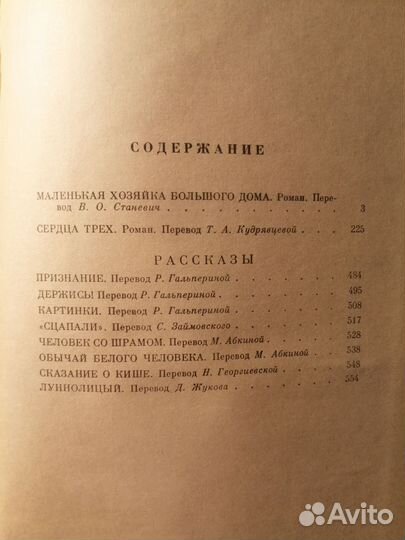 СОДЕРЖАНИЕ
МАЛЕНЬКАЯ ХОЗЯЙКА БОЛЬШОГО ДОМА. Роман. Пере-
вод В. О. Станевич . . . . . . . . . . . 3
СЕРДЦА ТРЕХ. Роман. Перевод Т. А. Кудрявцевой . . . 225
РАССКАЗЫ
ПРИЗНАНИЕ. Перевод Р. Гальпериной . . . . . . . 484
ДЕРЖИСЬ! Перевод Р. Гальпериной . . . . . . . 495
КАРТИНКИ. Перевод Р. Гальпериной . . . . . . . 508
«СЦАПАЛИ». Перевод С. Займовского . . . . . . . 517
ЧЕЛОВЕК СО ШРАМОМ. Перевод М. Абкиной . . . . 528
ОБЫЧАЙ БЕЛОГО ЧЕЛОВЕКА. Перевод М. Абкиной . . 538
СКАЗАНИЕ О КИШЕ. Перевод Н. Георгиевской . . . . 548
ЛУННОЛИЦЫЙ. Перевод Д. Жукова . . . . . . . 554
Avito